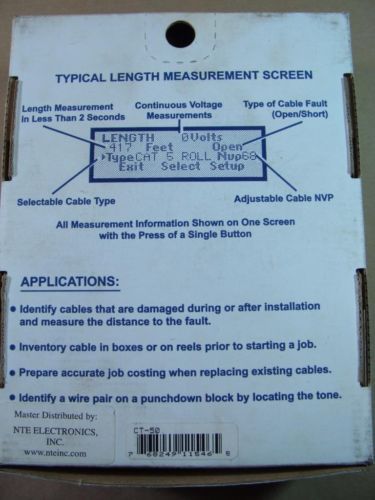 TYPICAL LENGTH MEASUREMENT SCREEN
Length Measurement
in Less Than 2 Seconds
Continuous Voltage
Measurements
Type of Cable Fault
(Open/Short)
LENGTH 0Volts
417 Feet Open
TypeCAT 5 ROLL Nvp68
Exit Select Setup
Selectable Cable Type
Adjustable Cable NVP
All Measurement Information Shown on One Screen
with the Press of a Single Button
APPLICATIONS:
• Identify cables that are damaged during or after installation
and measure the distance to the fault.
• Inventory cable in boxes or on reels prior to starting a job.
• Prepare accurate job costing when replacing existing cables.
• Identify a wire pair on a punchdown block by locating the tone.
Master Distributed by:
NTE ELECTRONICS,
INC.
www.nteinc.com
CT-50
7 68249 11546 6